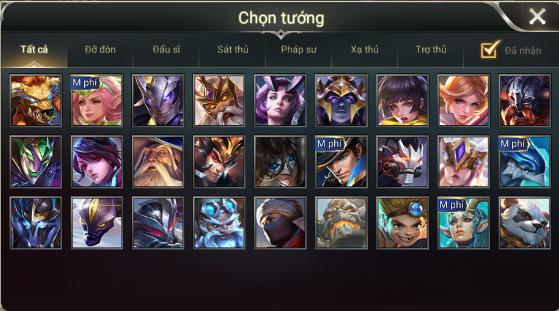 Chọn tướng
Tất cả Đỡ đòn Đấu sĩ Sát thủ Pháp sư Xạ thủ Trợ thủ Đã nhận
M phí
M phí M phí
M phí